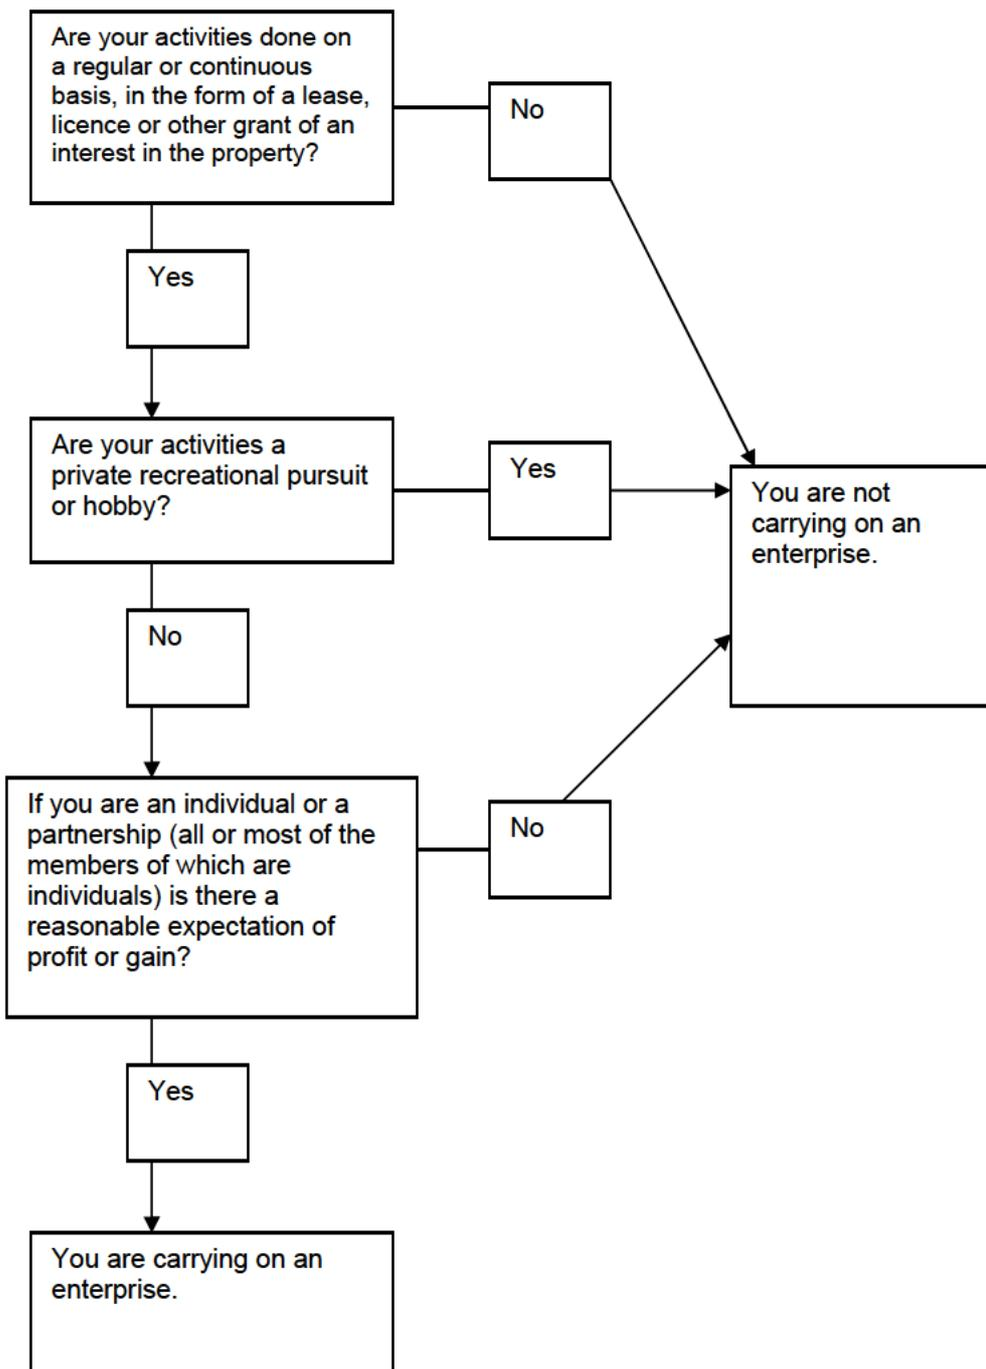 Are your activities done on
a regular or continuous
basis, in the form of a lease,
licence or other grant of an
interest in the property?
No
Yes
Are your activities a
private recreational pursuit
or hobby?
Yes
You are not
carrying on an
enterprise.
No
If you are an individual or a
partnership (all or most of the
members of which are
individuals) is there a
reasonable expectation of
profit or gain?
No
Yes
You are carrying on an
enterprise.